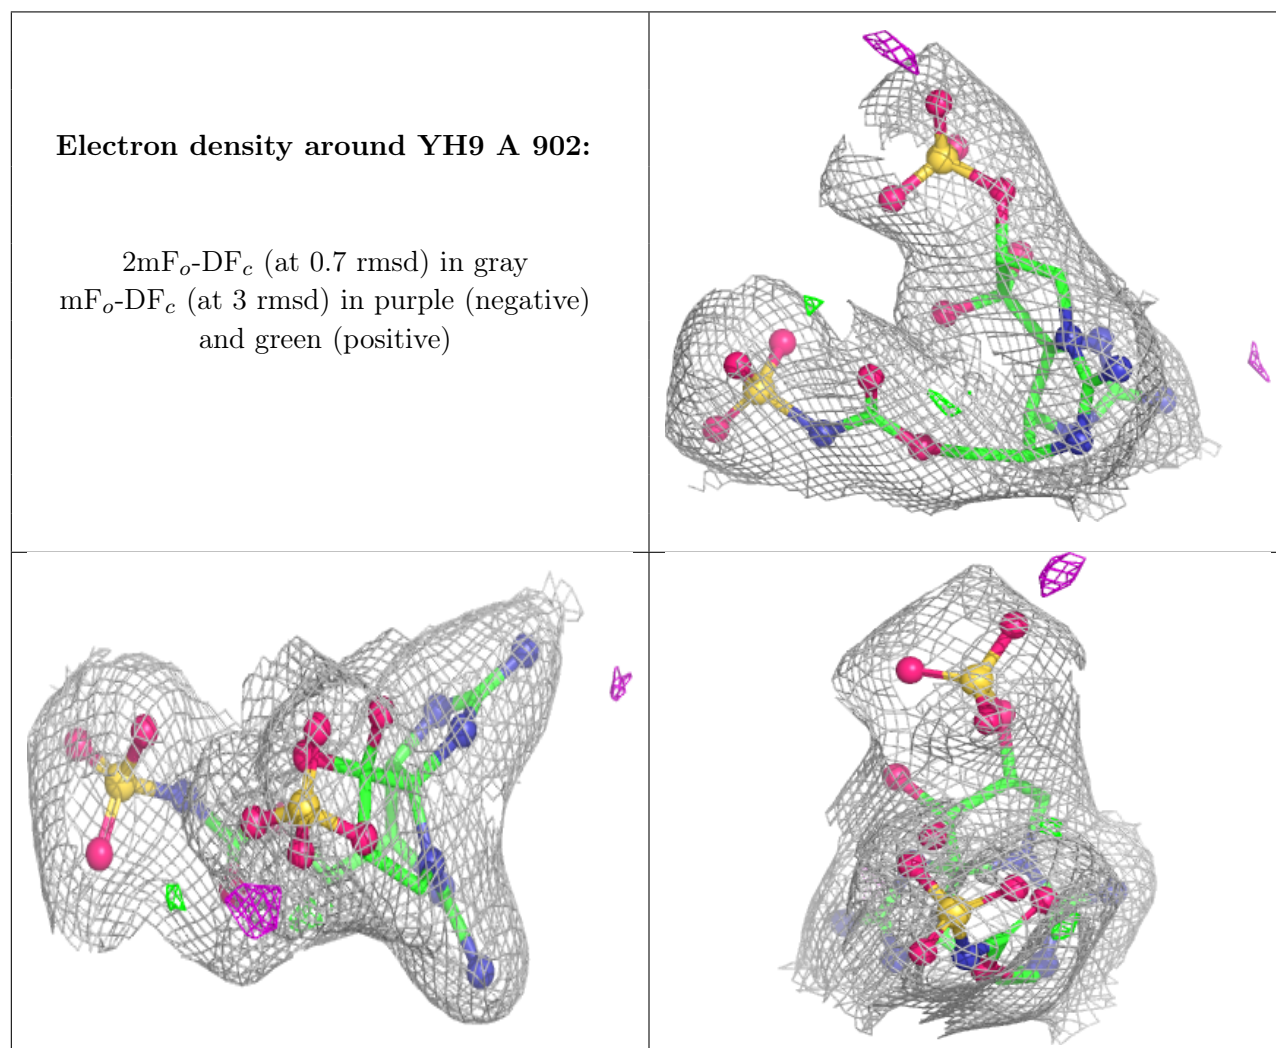 Electron density around YH9 A 902:
2mFo-DFc (at 0.7 rmsd) in gray
mFo-DFc (at 3 rmsd) in purple (negative)
and green (positive)